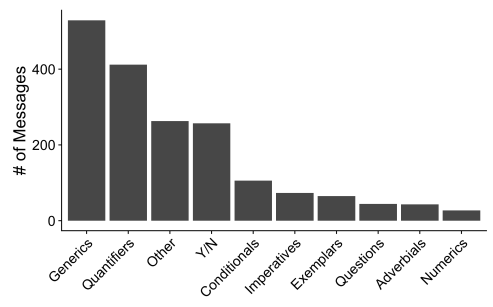 # of Messages
400
200
0
Generics
Quantifiers
Other
Y/N
Conditionals
Imperatives
Exemplars
Questions
Adverbials
Numerics